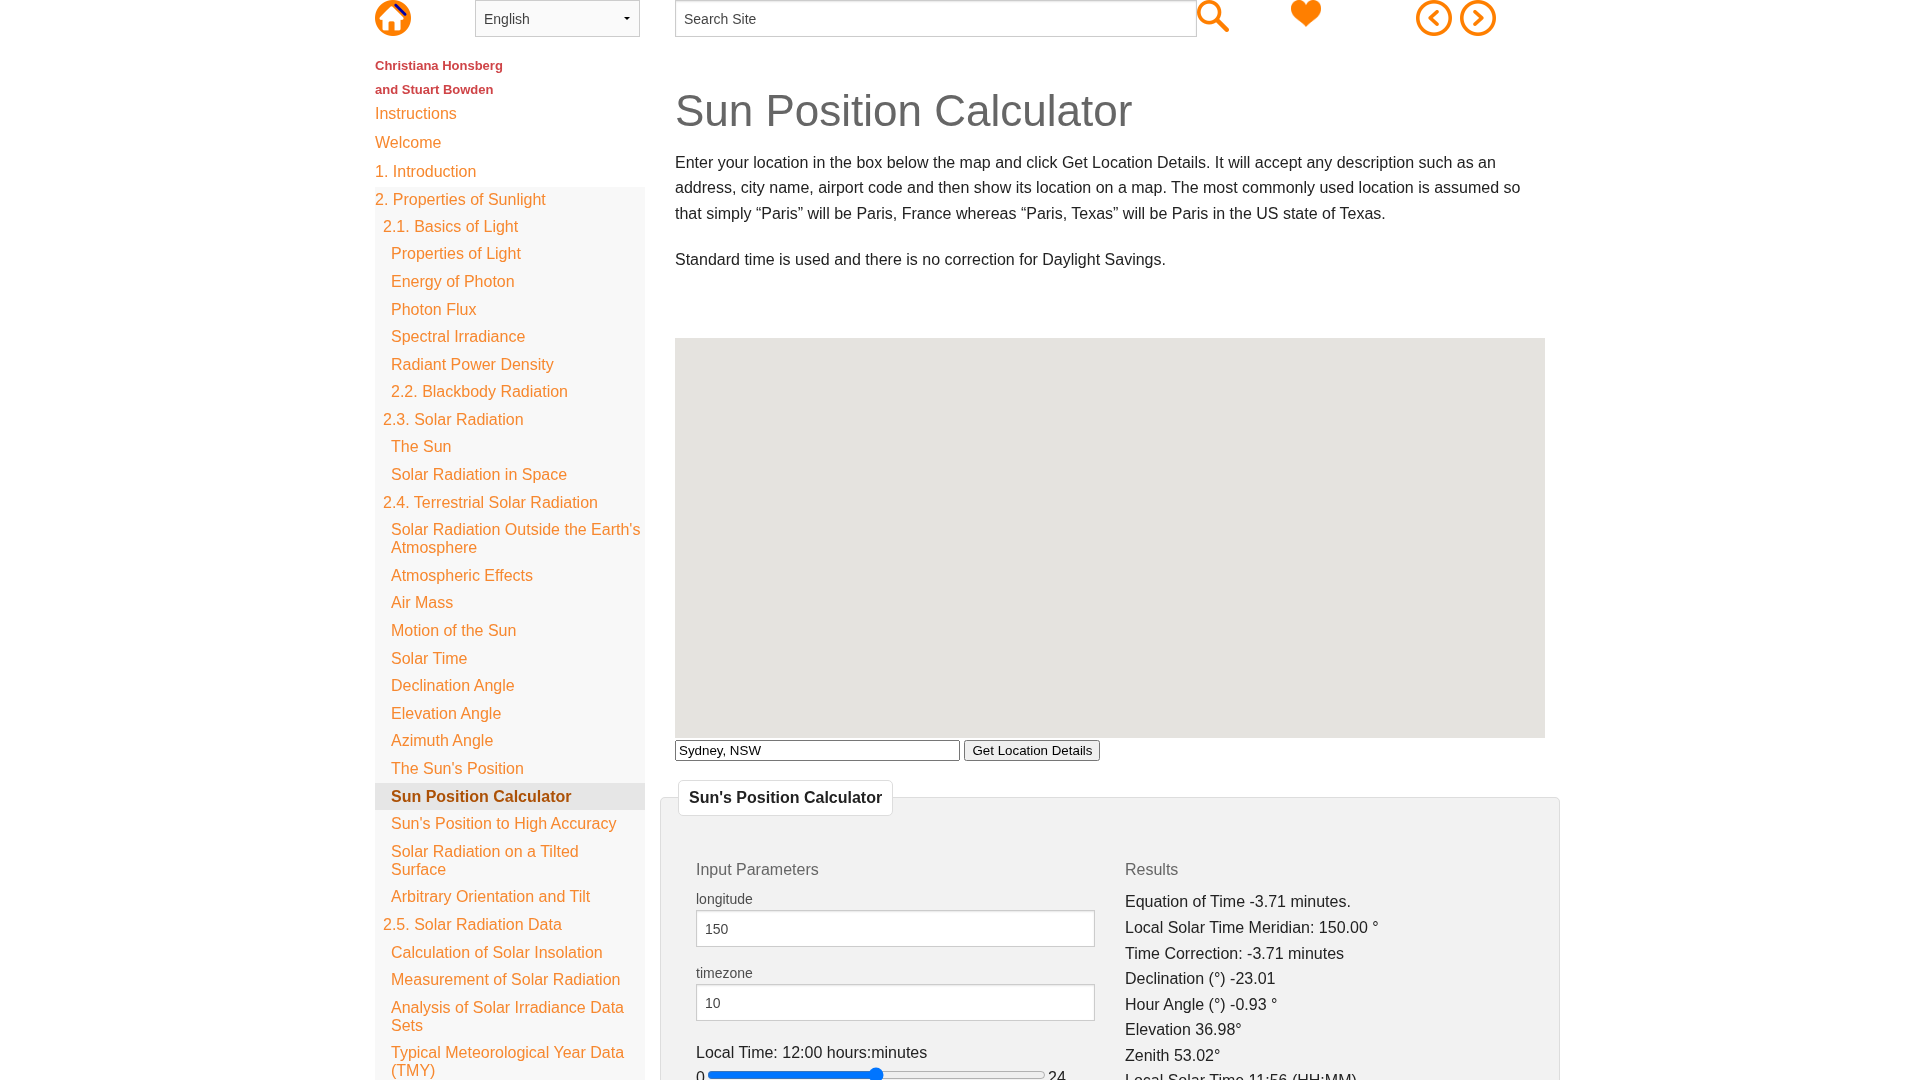 English
Search Site
Christiana Honsberg
and Stuart Bowden
Instructions
Welcome
1. Introduction
2. Properties of Sunlight
2.1. Basics of Light
Properties of Light
Energy of Photon
Photon Flux
Spectral Irradiance
Radiant Power Density
2.2. Blackbody Radiation
2.3. Solar Radiation
The Sun
Solar Radiation in Space
2.4. Terrestrial Solar Radiation
Solar Radiation Outside the Earth's
Atmosphere
Atmospheric Effects
Air Mass
Motion of the Sun
Solar Time
Declination Angle
Elevation Angle
Azimuth Angle
The Sun's Position
Sun Position Calculator
Sun's Position to High Accuracy
Solar Radiation on a Tilted
Surface
Arbitrary Orientation and Tilt
2.5. Solar Radiation Data
Calculation of Solar Insolation
Measurement of Solar Radiation
Analysis of Solar Irradiance Data
Sets
Typical Meteorological Year Data
(TMY)
Sun Position Calculator
Enter your location in the box below the map and click Get Location Details. It will accept any description such as an
address, city name, airport code and then show its location on a map. The most commonly used location is assumed so
that simply “Paris” will be Paris, France whereas “Paris, Texas” will be Paris in the US state of Texas.
Standard time is used and there is no correction for Daylight Savings.
Sydney, NSW
Get Location Details
Sun's Position Calculator
Input Parameters
longitude
150
timezone
10
Local Time: 12:00 hours:minutes
0 24
Results
Equation of Time -3.71 minutes.
Local Solar Time Meridian: 150.00 °
Time Correction: -3.71 minutes
Declination (°) -23.01
Hour Angle (°) -0.93 °
Elevation 36.98°
Zenith 53.02°
Local Solar Time 11:56 (HH:MM)